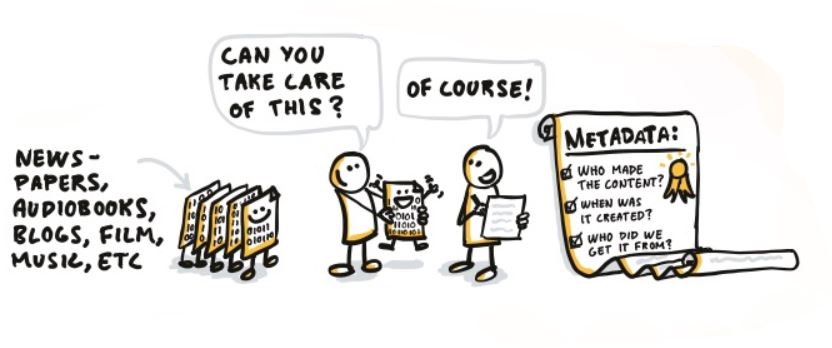 CAN YOU
TAKE CARE
OF THIS?
OF COURSE!
NEWS-
PAPERS,
AUDIOBOOKS,
BLOGS, FILM,
MUSIC, ETC
METADATA:
WHO MADE
THE CONTENT?
WHEN WAS
IT CREATED?
WHO DID WE
GET IT FROM?